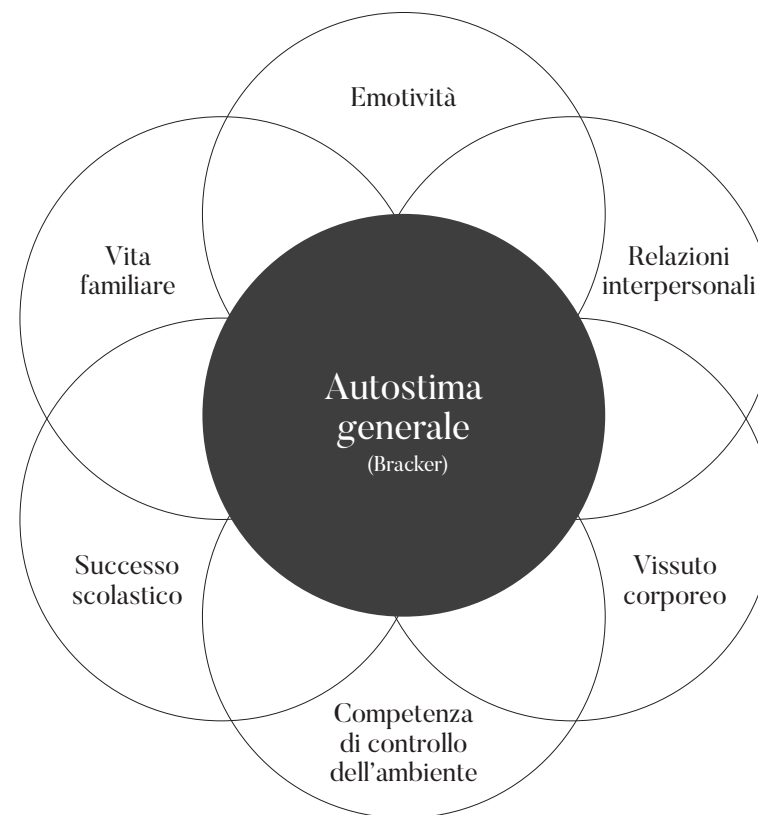 Emotività
Vita
familiare
Relazioni
interpersonali
Autostima
generale
(Bracker)
Successo
scolastico
Vissuto
corporeo
Competenza
di controllo
dell’ambiente